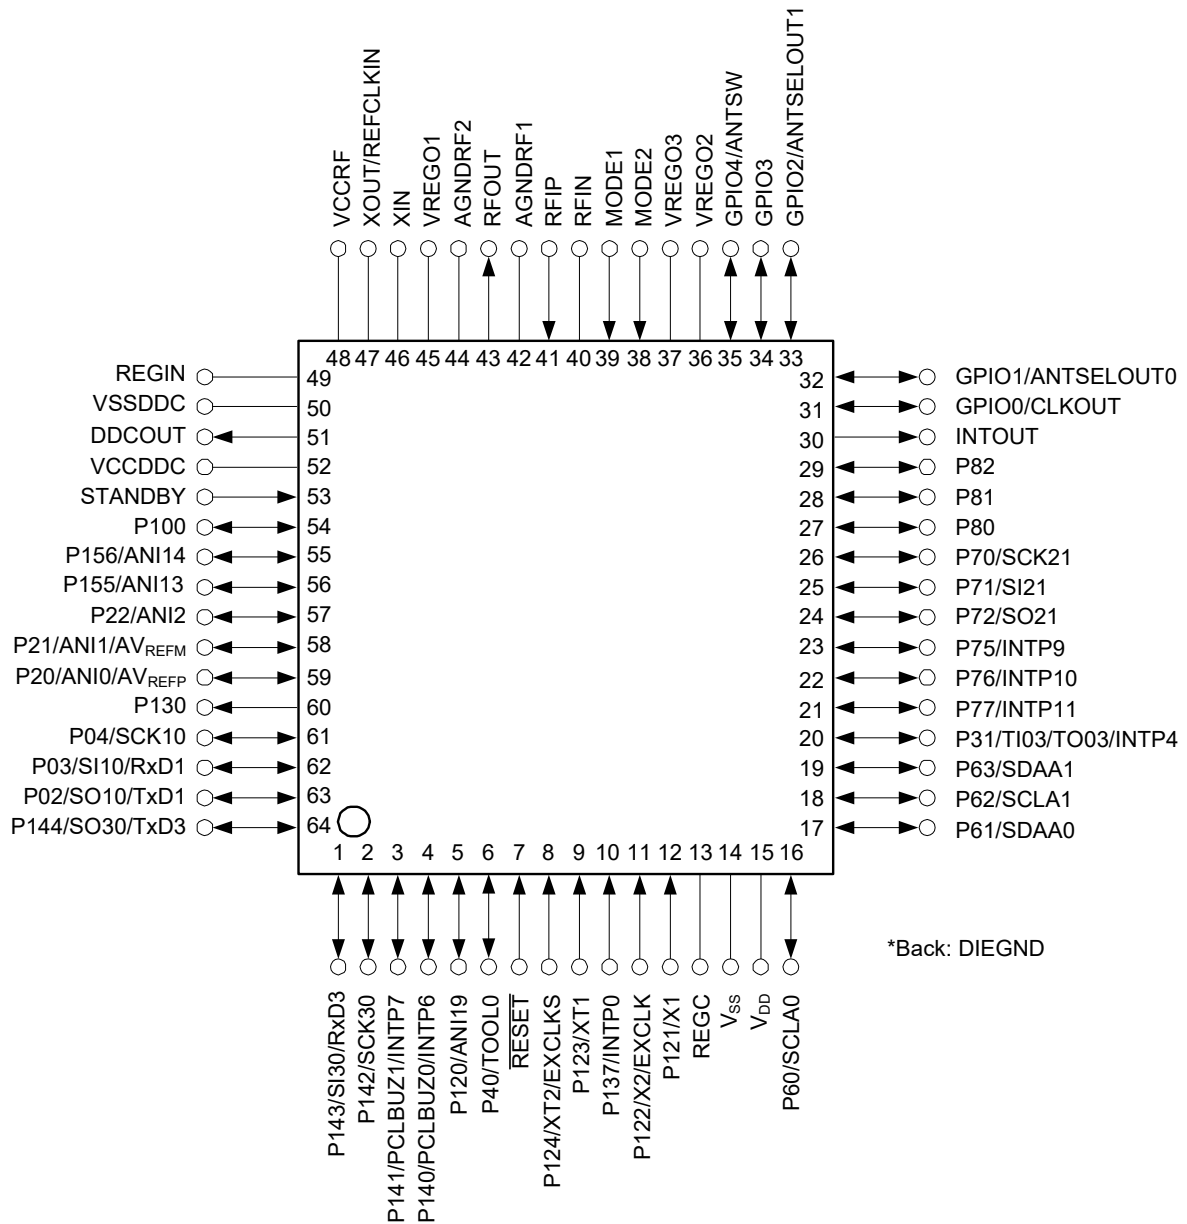 VCCRF
XOUT/REFCLKIN
XIN
VREGO1
AGNDRF2
RFOUT
AGNDRF1
RFIP
RFIN
MODE1
MODE2
VREGO3
VREGO2
GPIO4/ANTSW
GPIO3
GPIO2/ANTSELOUT1
48 47 46 45 44 43 42 41 40 39 38 37 36 35 34 33
REGIN 49
VSSDDC 50
DDCOUT 51
VCCDDC 52
STANDBY 53
P100 54
P156/ANI14 55
P155/ANI13 56
P22/ANI2 57
P21/ANI1/AVREFM 58
P20/ANI0/AVREFP 59
P130 60
P04/SCK10 61
P03/SI10/RxD1 62
P02/SO10/TxD1 63
P144/SO30/TxD3 64
32 GPIO1/ANTSELOUT0
31 GPIO0/CLKOUT
30 INTOUT
29 P82
28 P81
27 P80
26 P70/SCK21
25 P71/SI21
24 P72/SO21
23 P75/INTP9
22 P76/INTP10
21 P77/INTP11
20 P31/TI03/TO03/INTP4
19 P63/SDAA1
18 P62/SCLA1
17 P61/SDAA0
1 2 3 4 5 6 7 8 9 10 11 12 13 14 15 16
P143/SI30/RxD3
P142/SCK30
P141/PCLBUZ1/INTP7
P140/PCLBUZ0/INTP6
P120/ANI19
P40/TOOL0
RESET
P124/XT2/EXCLKS
P123/XT1
P137/INTP0
P122/X2/EXCLK
P121/X1
REGC
VSS
VDD
P60/SCLA0
*Back: DIEGND